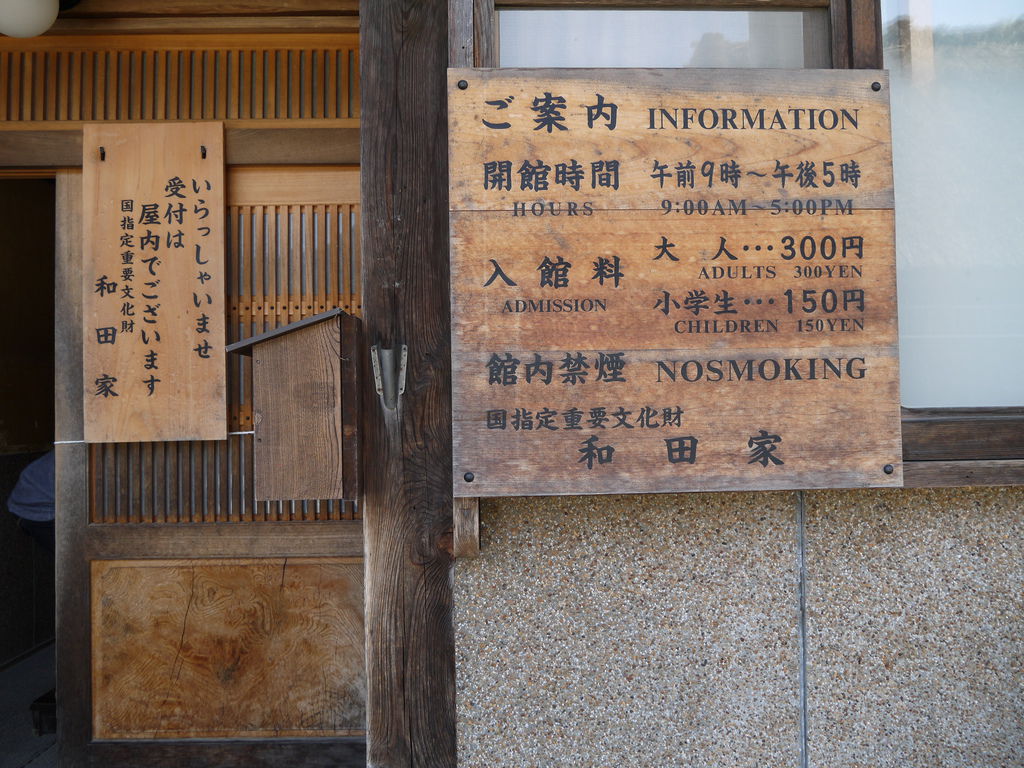 いらっしゃいませ
受付は
屋内でございます
国指定重要文化財
和田家
ご案内 INFORMATION
開館時間 午前9時～午後5時
HOURS 9:00AM～5:00PM
入館料 大人…300円
ADMISSION ADULTS 300YEN
小学生…150円
CHILDREN 150YEN
館内禁煙 NOSMOKING
国指定重要文化財
和田家